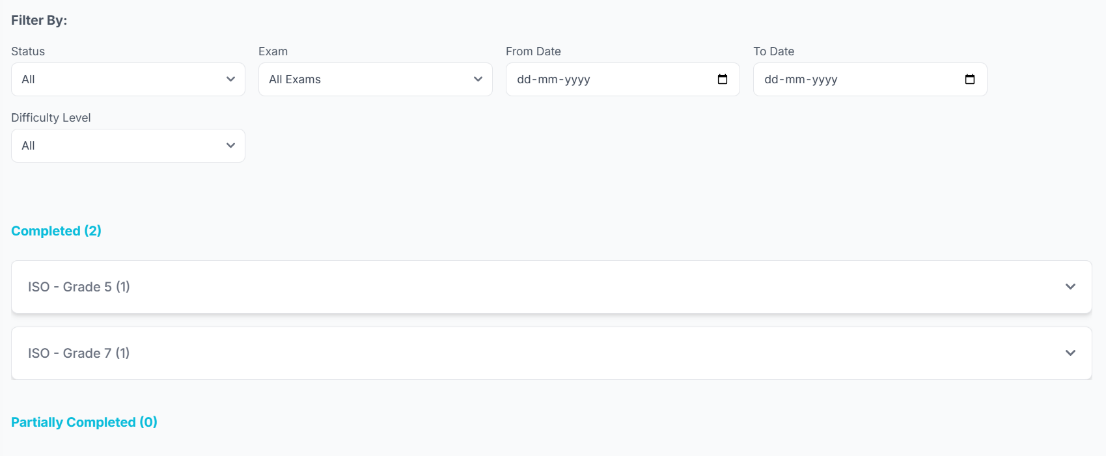 Filter By:
Status
Exam
From Date
To Date
All
All Exams
dd-mm-yyyy
dd-mm-yyyy
Difficulty Level
All
Completed (2)
ISO - Grade 5 (1)
ISO - Grade 7 (1)
Partially Completed (0)